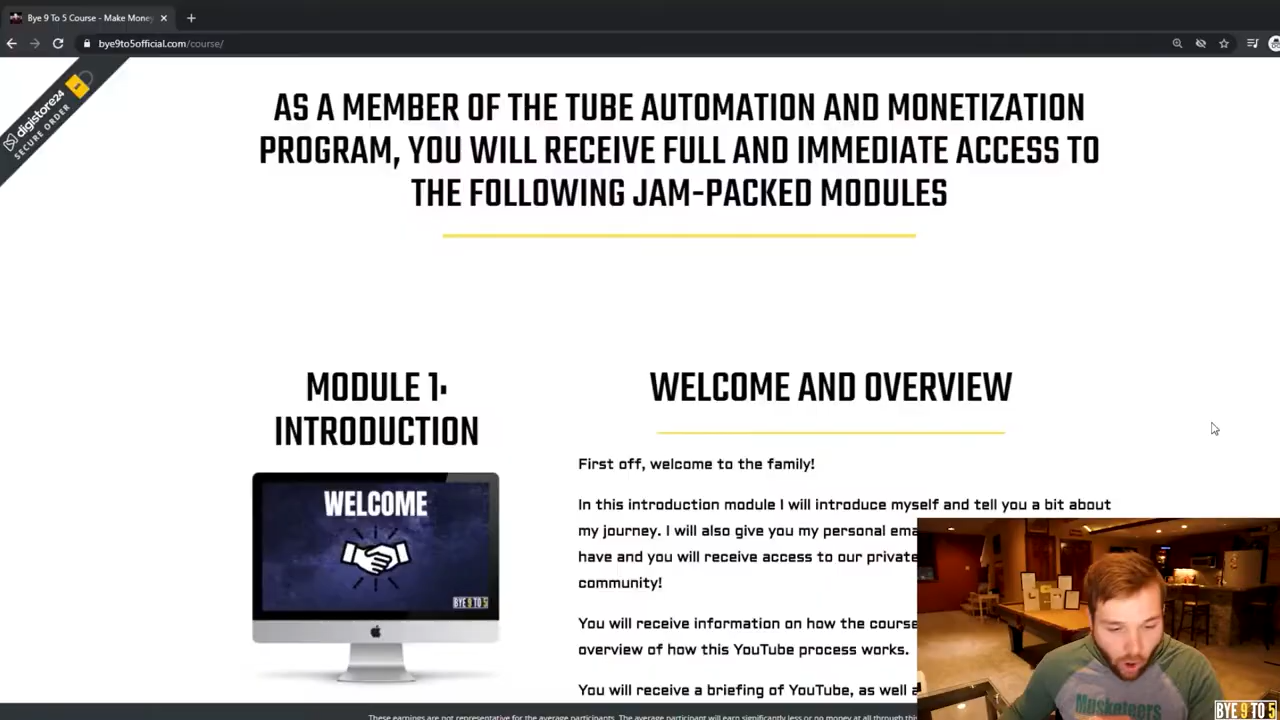 Bye 9 To 5 Course - Make Money
bye9to5official.com/course/
digistore24
SECURE ORDER
AS A MEMBER OF THE TUBE AUTOMATION AND MONETIZATION
PROGRAM, YOU WILL RECEIVE FULL AND IMMEDIATE ACCESS TO
THE FOLLOWING JAM-PACKED MODULES
MODULE 1:
INTRODUCTION
WELCOME
BYE 9 TO 5
WELCOME AND OVERVIEW
First off, welcome to the family!
In this introduction module I will introduce myself and tell you a bit about
my journey. I will also give you my personal ema
have and you will receive access to our private
community!
You will receive information on how the course
overview of how this YouTube process works.
You will receive a briefing of YouTube, as well a
These earnings are not representative for the average participants. The average participant will earn significantly less or no money at all through this
Musketeers
BYE 9 TO 5